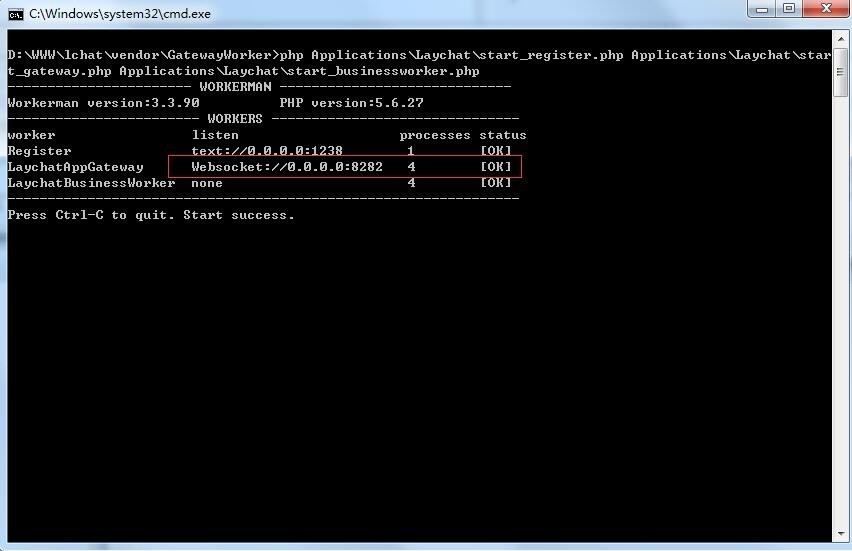 C:\Windows\system32\cmd.exe
D:\WWW\lchat\vendor\GatewayWorker>php Applications\Laychat\start_register.php Applications\Laychat\star
t_gateway.php Applications\Laychat\start_businessworker.php
----------------------- WORKERMAN -----------------------------
Workerman version:3.3.90          PHP version:5.6.27
------------------------ WORKERS -------------------------------
worker               listen                    processes status
Register             text://0.0.0.0:1238        1        [OK]
LaychatAppGateway    Websocket://0.0.0.0:8282   4        [OK]
LaychatBusinessWorker  none                       4        [OK]
----------------------------------------------------------------
Press Ctrl-C to quit. Start success.